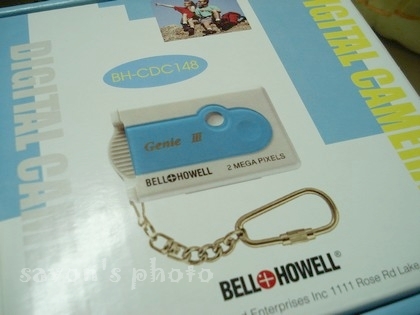 DIGITAL CAMERA
BH-CDC148
DIGITAL CAM
Genie III
BELL HOWELL
2 MEGA PIXELS
saxon's photo
BELL HOWELL®
Enterprises Inc 1111 Rose Rd Lake